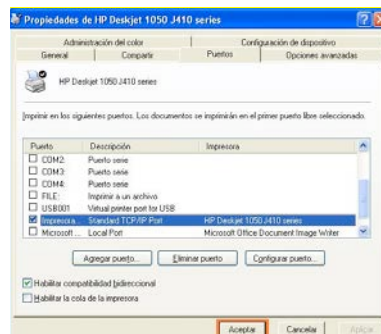 Propiedades de HP Deskjet 1050 J410 series
Administración del color
Configuración de dispositivo
General
Compartir
Puertos
Opciones avanzadas
HP Deskjet 1050 J410 series
Imprimir en los siguientes puertos. Los documentos se imprimirán en el primer puerto libre seleccionado.
Puerto Descripción Impresora
COM2: Puerto serie
COM3: Puerto serie
COM4: Puerto serie
FILE: Imprimir a un archivo
USB001 Virtual printer port for USB
Impresora... Standard TCP/IP Port HP Deskjet 1050 J410 series
Microsoft ... Local Port Microsoft Office Document Image Writer
Agregar puerto... Eliminar puerto Configurar puerto...
Habilitar compatibilidad bidireccional
Habilitar la cola de la impresora
Aceptar Cancelar Aplicar